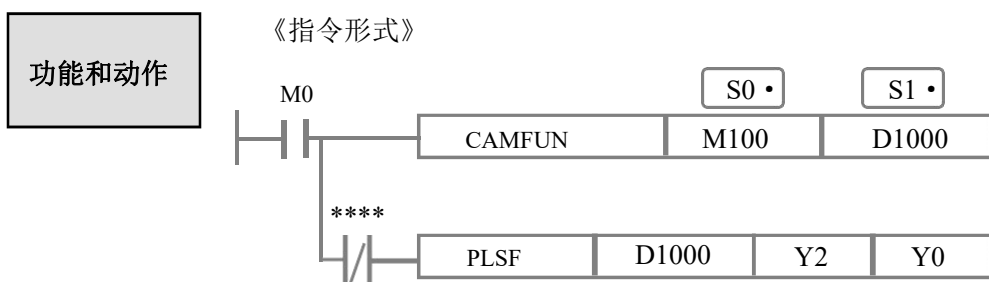 《指令形式》
功能和动作
M0
S0 • S1 •
CAMFUN M100 D1000
****
PLSF D1000 Y2 Y0